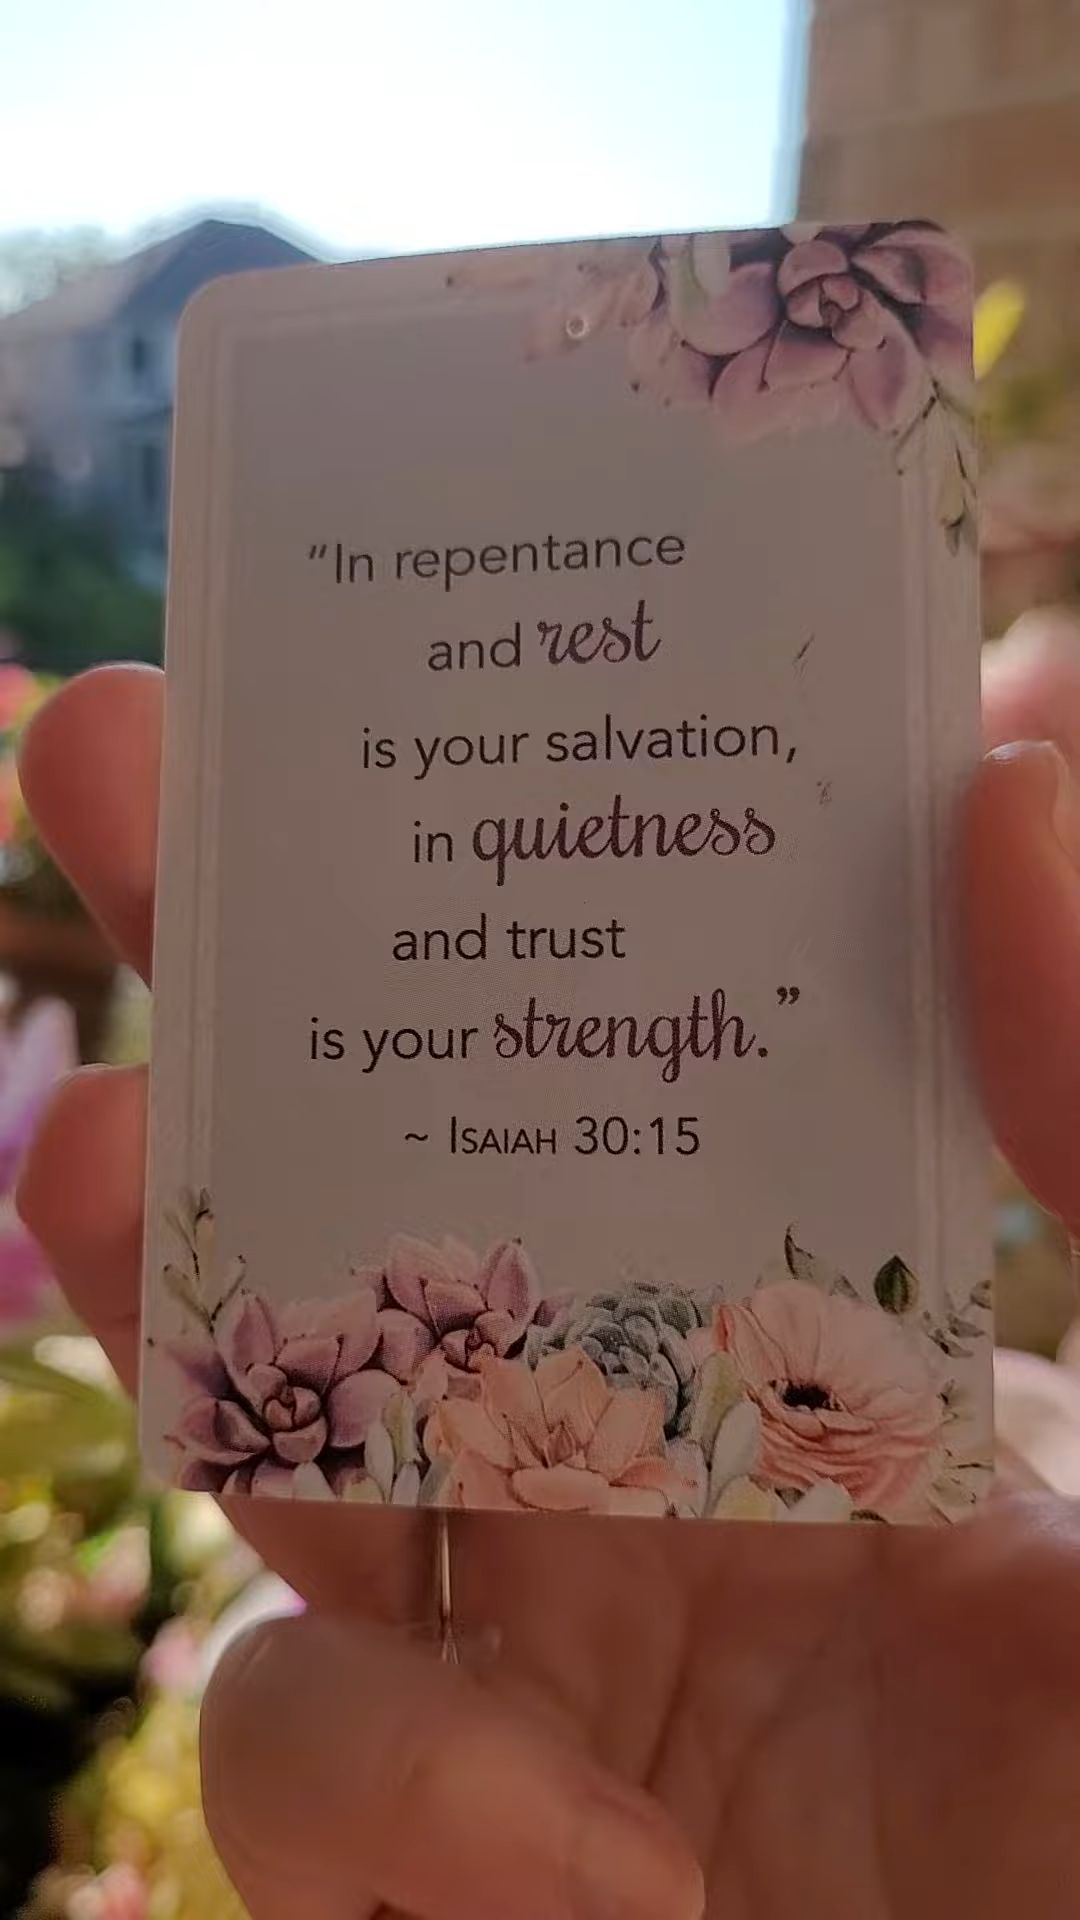 “In repentance
and rest
is your salvation,
in quietness
and trust
is your strength.”
~ ISAIAH 30:15